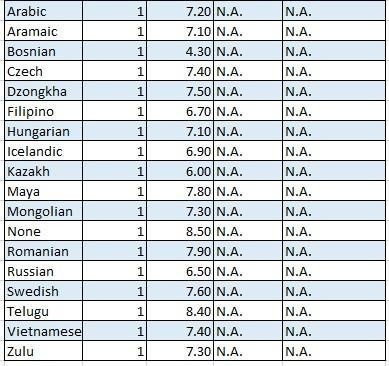 Arabic 1 7.20 N.A. N.A.
Aramaic 1 7.10 N.A. N.A.
Bosnian 1 4.30 N.A. N.A.
Czech 1 7.40 N.A. N.A.
Dzongkha 1 7.50 N.A. N.A.
Filipino 1 6.70 N.A. N.A.
Hungarian 1 7.10 N.A. N.A.
Icelandic 1 6.90 N.A. N.A.
Kazakh 1 6.00 N.A. N.A.
Maya 1 7.80 N.A. N.A.
Mongolian 1 7.30 N.A. N.A.
None 1 8.50 N.A. N.A.
Romanian 1 7.90 N.A. N.A.
Russian 1 6.50 N.A. N.A.
Swedish 1 7.60 N.A. N.A.
Telugu 1 8.40 N.A. N.A.
Vietnamese 1 7.40 N.A. N.A.
Zulu 1 7.30 N.A. N.A.